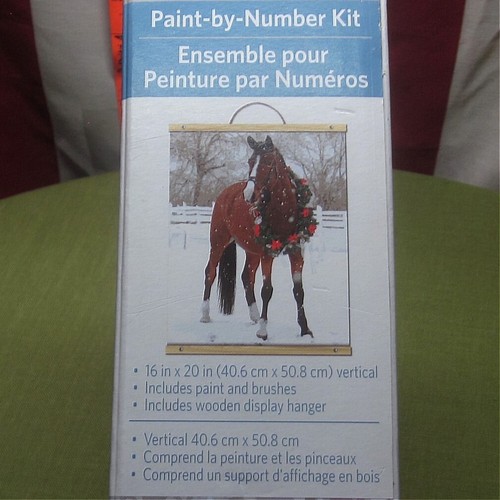 Paint-by-Number Kit
Ensemble pour
Peinture par Numéros
• 16 in x 20 in (40.6 cm x 50.8 cm) vertical
• Includes paint and brushes
• Includes wooden display hanger
• Vertical 40.6 cm x 50.8 cm
• Comprend la peinture et les pinceaux
• Comprend un support d'affichage en bois